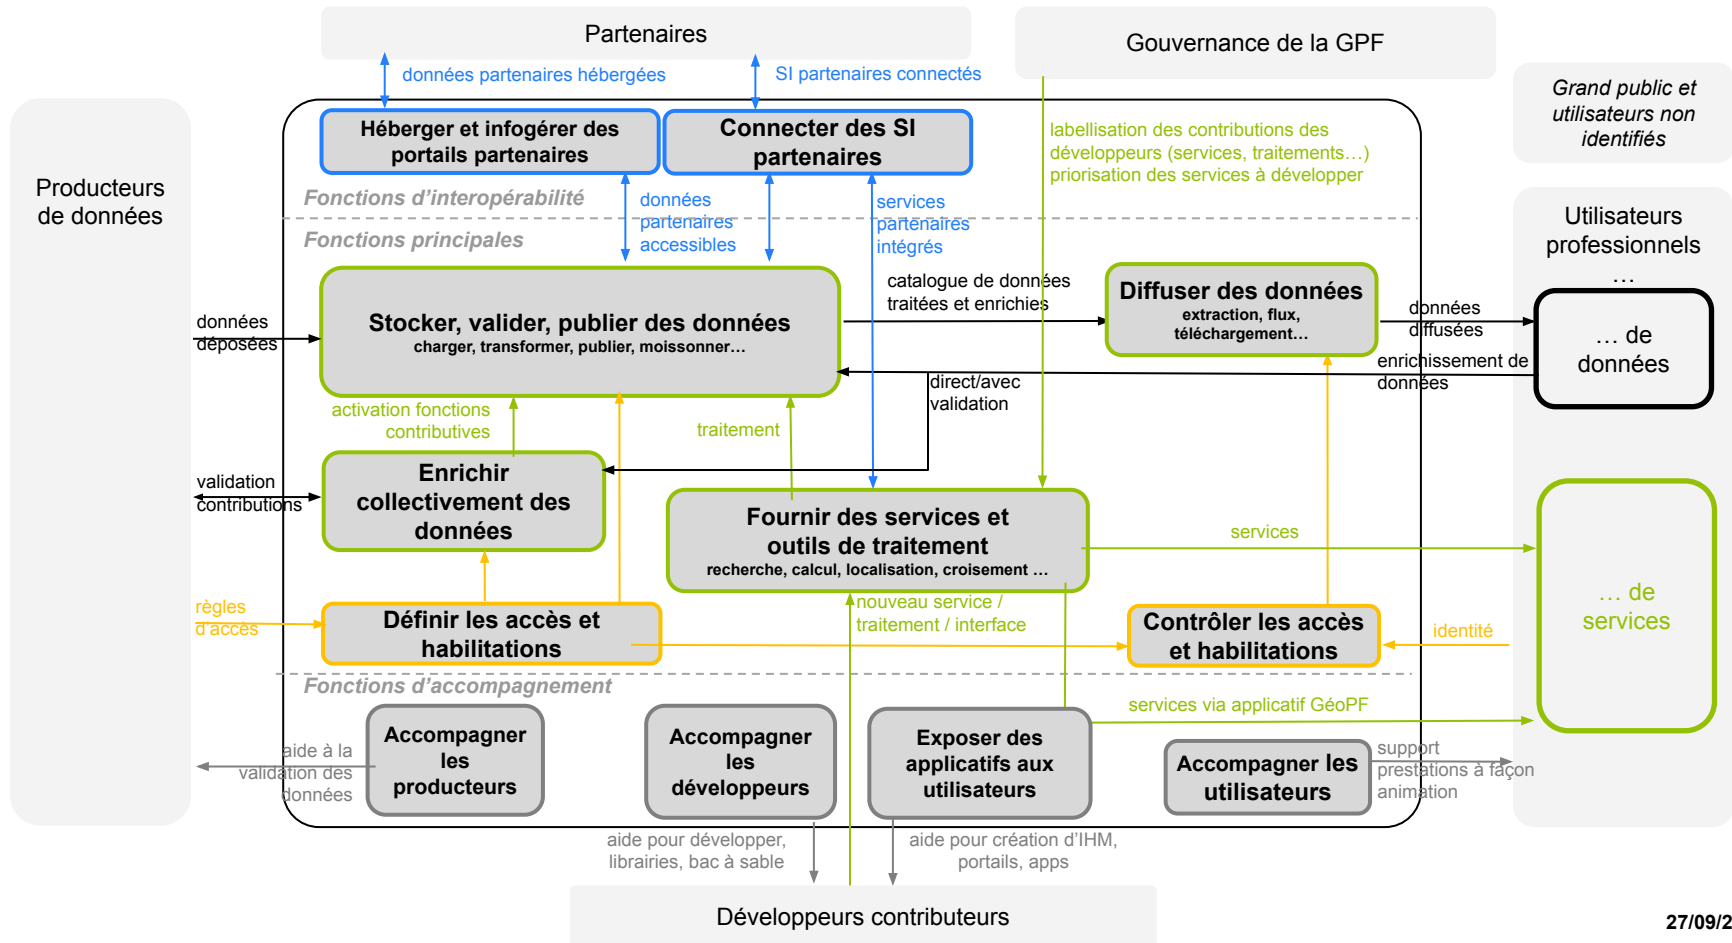 Partenaires
Gouvernance de la GPF
données partenaires hébergées
SI partenaires connectés
Grand public et
utilisateurs non
identifiés
Producteurs
de données
Héberger et infogérer des
portails partenaires
Connecter des SI
partenaires
labellisation des contributions des
développeurs (services, traitements…)
priorisation des services à développer
Fonctions d'interopérabilité
données
partenaires
accessibles
services
partenaires
intégrés
Fonctions principales
Utilisateurs
professionnels
…
Stocker, valider, publier des données
charger, transformer, publier, moissonner…
catalogue de données
traitées et enrichies
Diffuser des données
extraction, flux,
téléchargement…
données
déposées
données
diffusées
… de
données
enrichissement de
données
direct/avec
validation
activation fonctions
contributives
traitement
validation
contributions
Enrichir
collectivement des
données
Fournir des services et
outils de traitement
recherche, calcul, localisation, croisement …
services
… de
services
règles
d'accès
Définir les accès et
habilitations
nouveau service /
traitement / interface
Contrôler les accès
et habilitations
identité
Fonctions d'accompagnement
services via applicatif GéoPF
aide à la
validation des
données
Accompagner
les
producteurs
Accompagner
les
développeurs
Exposer des
applicatifs aux
utilisateurs
Accompagner les
utilisateurs
support
prestations à façon
animation
aide pour développer,
librairies, bac à sable
aide pour création d'IHM,
portails, apps
Développeurs contributeurs
27/09/2